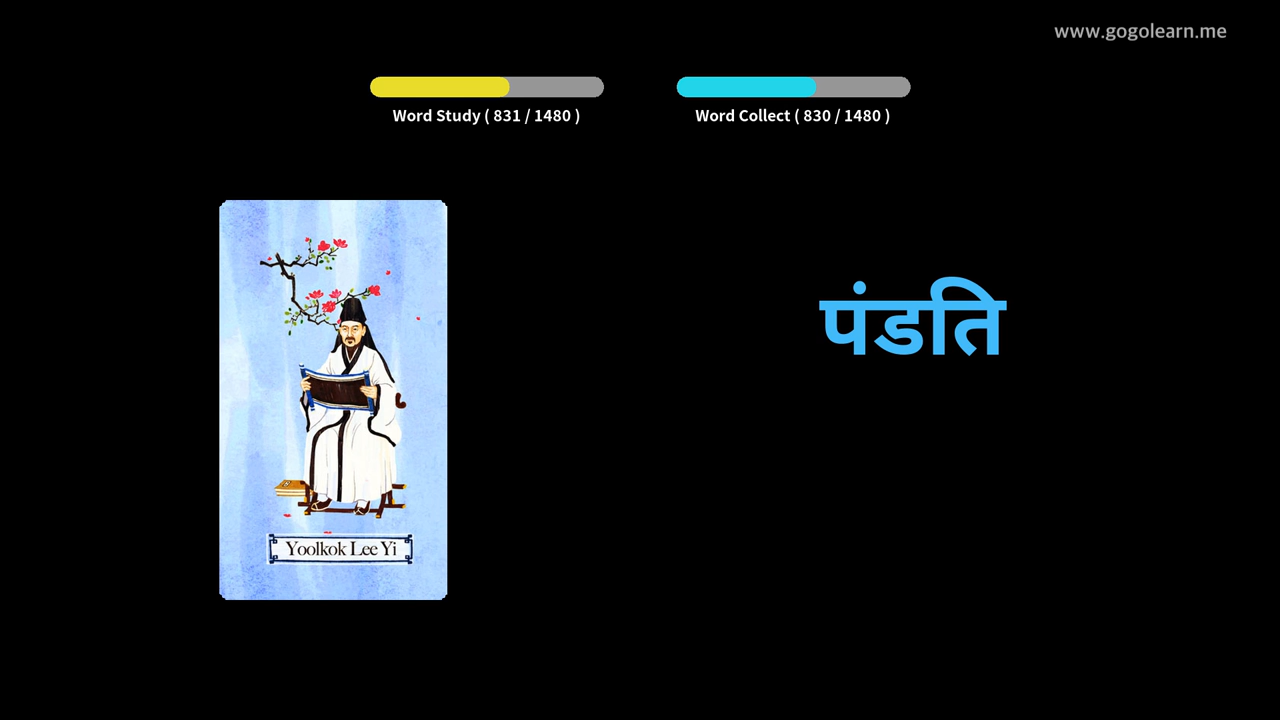 www.gogolearn.me
Word Study ( 831 / 1480 )
Word Collect ( 830 / 1480 )
पंडति
Yoolkok Lee Yi